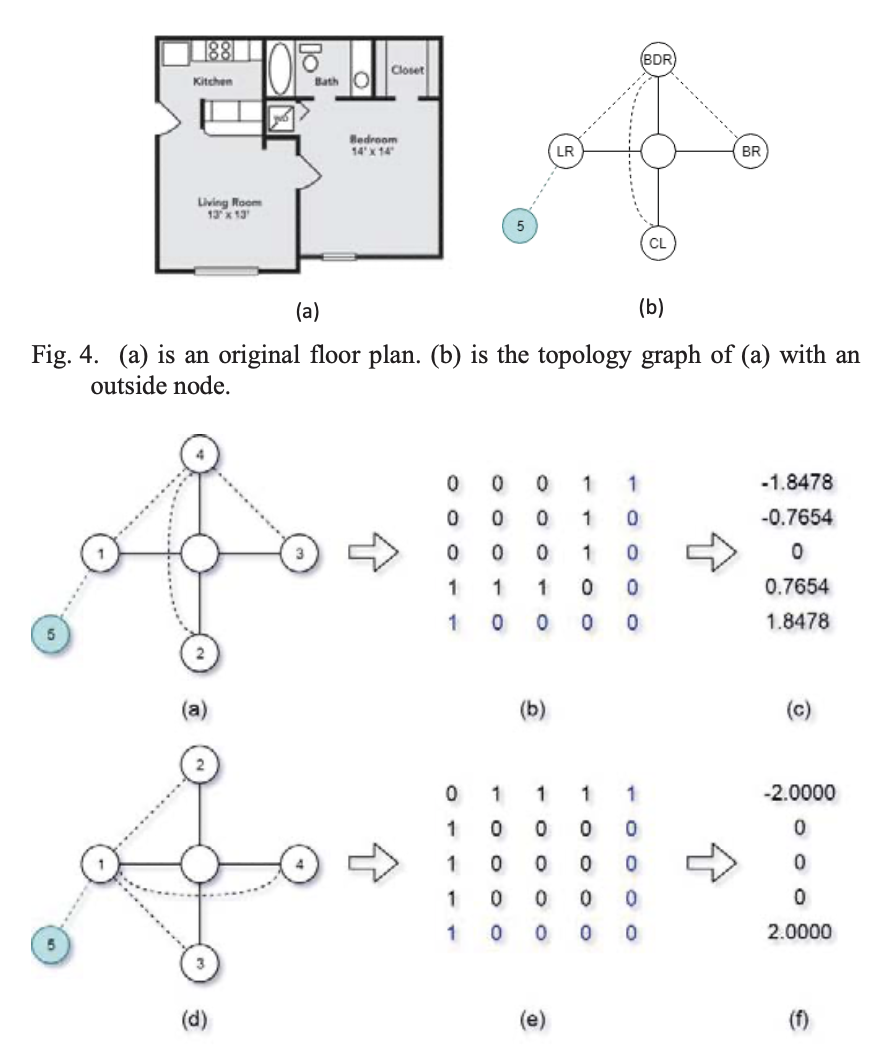 Kitchen
Bath
Closet
Bedroom
14' x 14'
Living Room
13' x 13'
BDR
LR
BR
5
CL
(a)
(b)
Fig. 4. (a) is an original floor plan. (b) is the topology graph of (a) with an
outside node.
4
1
3
5
2
0 0 0 1 1
0 0 0 1 0
0 0 0 1 0
1 1 1 0 0
1 0 0 0 0
-1.8478
-0.7654
0
0.7654
1.8478
(a)
(b)
(c)
2
1
4
5
3
0 1 1 1 1
1 0 0 0 0
1 0 0 0 0
1 0 0 0 0
1 0 0 0 0
-2.0000
0
0
0
2.0000
(d)
(e)
(f)